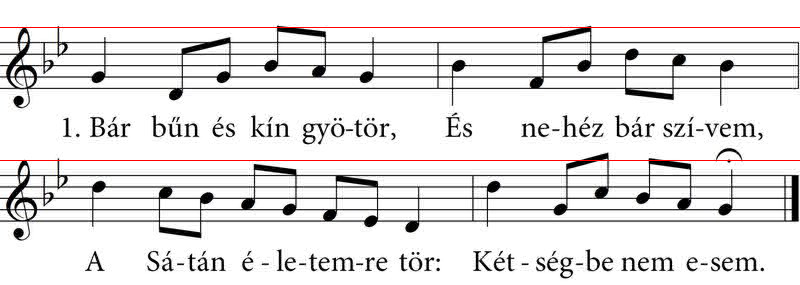 1. Bár bűn és kín gyö-tör, És ne-héz bár szí-vem,
A Sá-tán é-le-tem-re tör: Két-ség-be nem e-sem.